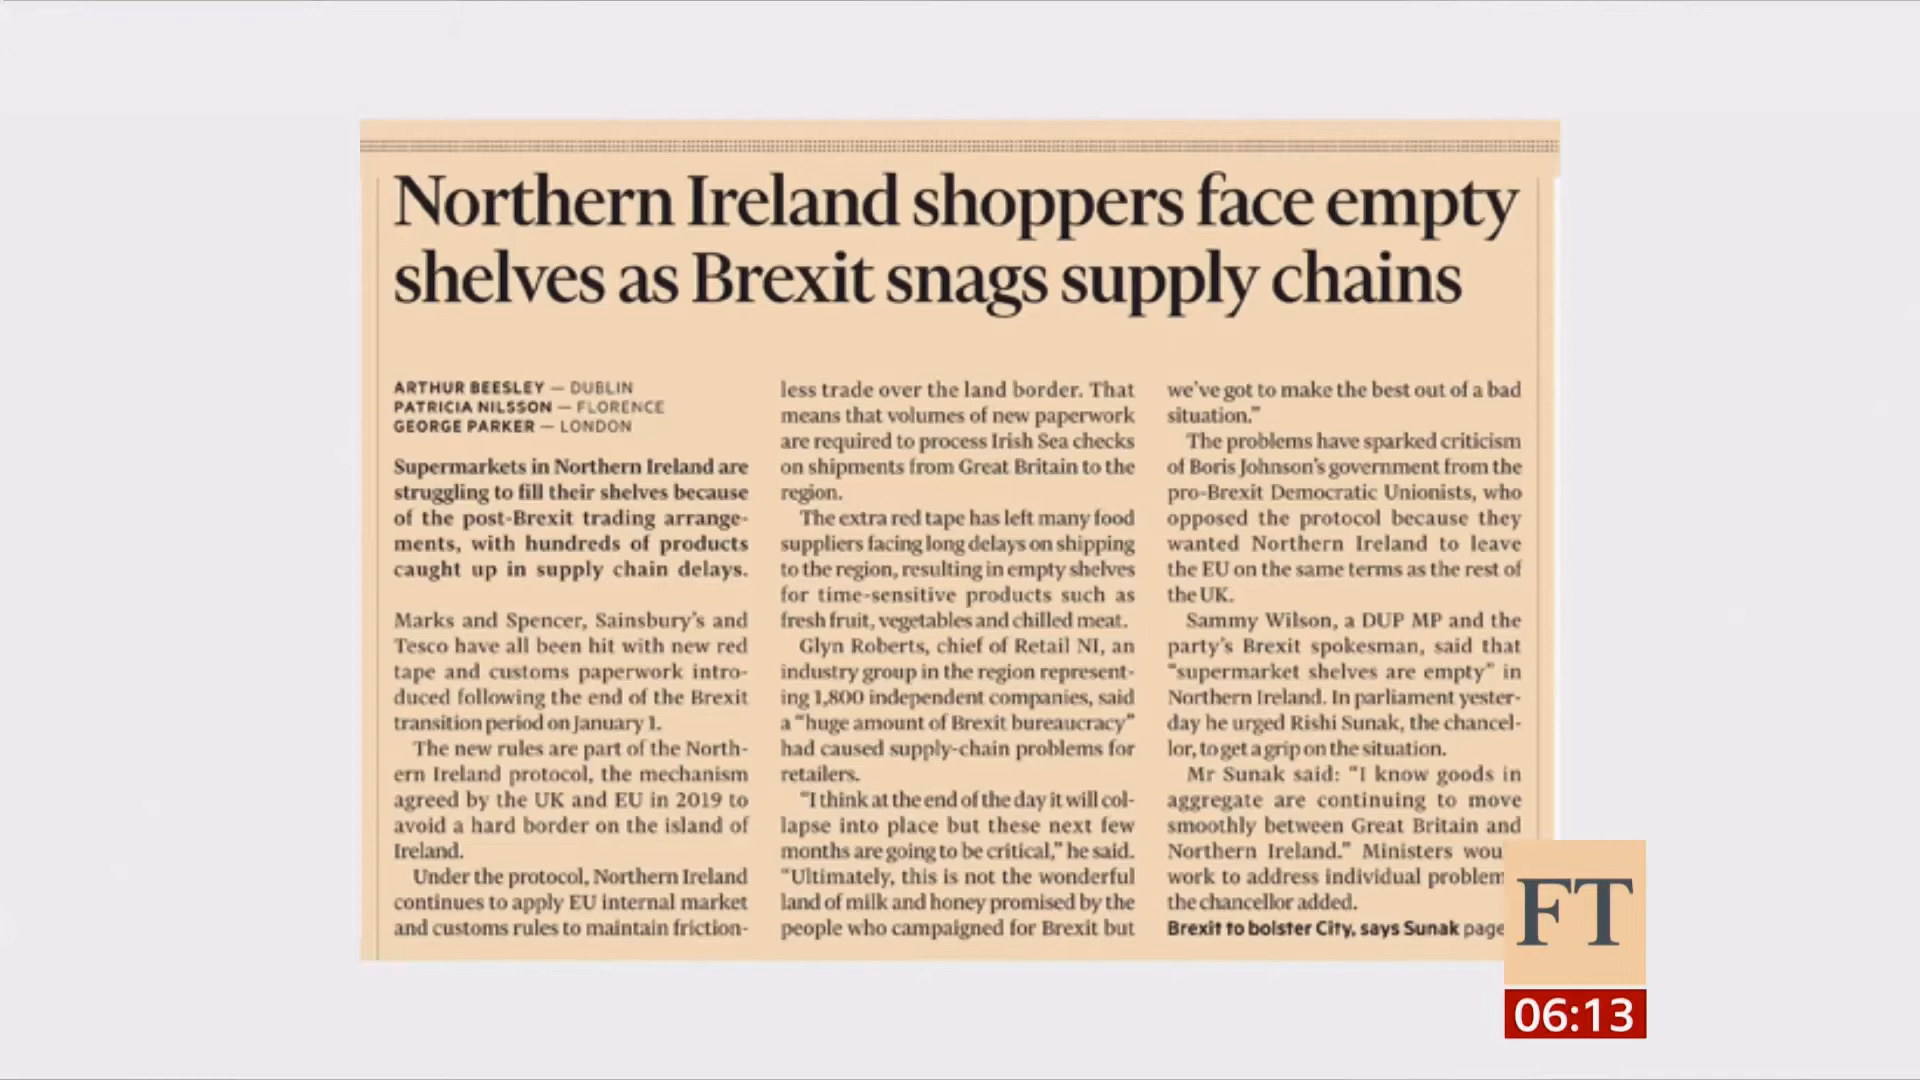 Northern Ireland shoppers face empty
shelves as Brexit snags supply chains
ARTHUR BEESLEY — DUBLIN
PATRICIA NILSSON — FLORENCE
GEORGE PARKER — LONDON
Supermarkets in Northern Ireland are
struggling to fill their shelves because
of the post-Brexit trading arrange-
ments, with hundreds of products
caught up in supply chain delays.
Marks and Spencer, Sainsbury's and
Tesco have all been hit with new red
tape and customs paperwork intro-
duced following the end of the Brexit
transition period on January 1.
The new rules are part of the North-
ern Ireland protocol, the mechanism
agreed by the UK and EU in 2019 to
avoid a hard border on the island of
Ireland.
Under the protocol, Northern Ireland
continues to apply EU internal market
and customs rules to maintain friction-
less trade over the land border. That
means that volumes of new paperwork
are required to process Irish Sea checks
on shipments from Great Britain to the
region.
The extra red tape has left many food
suppliers facing long delays on shipping
to the region, resulting in empty shelves
for time-sensitive products such as
fresh fruit, vegetables and chilled meat.
Glyn Roberts, chief of Retail NI, an
industry group in the region represent-
ing 1,800 independent companies, said
a "huge amount of Brexit bureaucracy"
had caused supply-chain problems for
retailers.
"I think at the end of the day it will col-
lapse into place but these next few
months are going to be critical," he said.
"Ultimately, this is not the wonderful
land of milk and honey promised by the
people who campaigned for Brexit but
we've got to make the best out of a bad
situation."
The problems have sparked criticism
of Boris Johnson's government from the
pro-Brexit Democratic Unionists, who
opposed the protocol because they
wanted Northern Ireland to leave
the EU on the same terms as the rest of
the UK.
Sammy Wilson, a DUP MP and the
party's Brexit spokesman, said that
"supermarket shelves are empty" in
Northern Ireland. In parliament yester-
day he urged Rishi Sunak, the chancel-
lor, to get a grip on the situation.
Mr Sunak said: "I know goods in
aggregate are continuing to move
smoothly between Great Britain and
Northern Ireland." Ministers wou
work to address individual problem
the chancellor added.
Brexit to bolster City, says Sunak page
FT
06:13